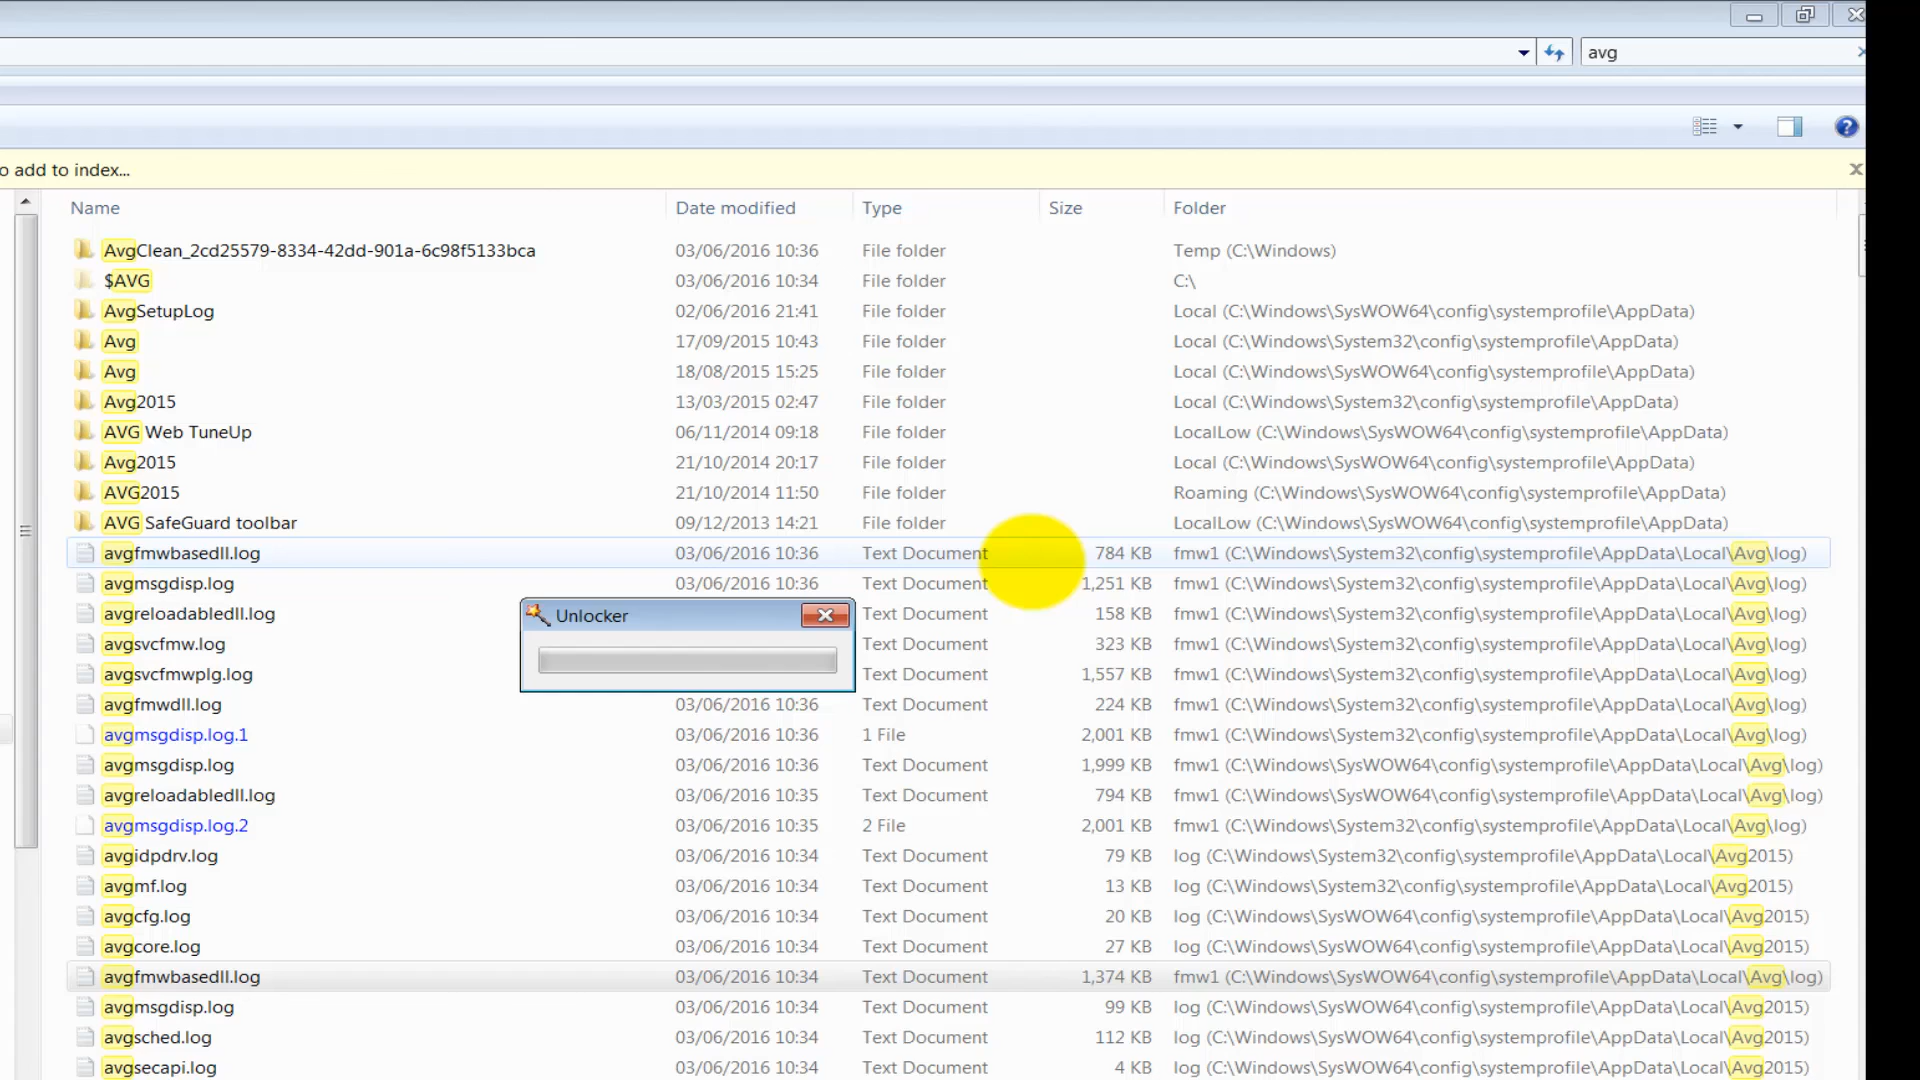 avg
o add to index...
Name Date modified Type Size Folder
AvgClean_2cd25579-8334-42dd-901a-6c98f5133bca 03/06/2016 10:36 File folder Temp (C:\Windows)
$AVG 03/06/2016 10:34 File folder C:\
AvgSetupLog 02/06/2016 21:41 File folder Local (C:\Windows\SysWOW64\config\systemprofile\AppData)
Avg 17/09/2015 10:43 File folder Local (C:\Windows\System32\config\systemprofile\AppData)
Avg 18/08/2015 15:25 File folder Local (C:\Windows\SysWOW64\config\systemprofile\AppData)
Avg2015 13/03/2015 02:47 File folder Local (C:\Windows\System32\config\systemprofile\AppData)
AVG Web TuneUp 06/11/2014 09:18 File folder LocalLow (C:\Windows\SysWOW64\config\systemprofile\AppData)
Avg2015 21/10/2014 20:17 File folder Local (C:\Windows\SysWOW64\config\systemprofile\AppData)
AVG2015 21/10/2014 11:50 File folder Roaming (C:\Windows\SysWOW64\config\systemprofile\AppData)
AVG SafeGuard toolbar 09/12/2013 14:21 File folder LocalLow (C:\Windows\SysWOW64\config\systemprofile\AppData)
avgfmwbasedll.log 03/06/2016 10:36 Text Document 784 KB fmw1 (C:\Windows\System32\config\systemprofile\AppData\Local\Avg\log)
avgmsgdisp.log 03/06/2016 10:36 Text Document 1,251 KB fmw1 (C:\Windows\System32\config\systemprofile\AppData\Local\Avg\log)
avgreloadabledll.log Unlocker Text Document 158 KB fmw1 (C:\Windows\System32\config\systemprofile\AppData\Local\Avg\log)
avgsvcfmw.log Text Document 323 KB fmw1 (C:\Windows\System32\config\systemprofile\AppData\Local\Avg\log)
avgsvcfmwplg.log Text Document 1,557 KB fmw1 (C:\Windows\System32\config\systemprofile\AppData\Local\Avg\log)
avgfmwdll.log 03/06/2016 10:36 Text Document 224 KB fmw1 (C:\Windows\System32\config\systemprofile\AppData\Local\Avg\log)
avgmsgdisp.log.1 03/06/2016 10:36 1 File 2,001 KB fmw1 (C:\Windows\System32\config\systemprofile\AppData\Local\Avg\log)
avgmsgdisp.log 03/06/2016 10:36 Text Document 1,999 KB fmw1 (C:\Windows\SysWOW64\config\systemprofile\AppData\Local\Avg\log)
avgreloadabledll.log 03/06/2016 10:35 Text Document 794 KB fmw1 (C:\Windows\SysWOW64\config\systemprofile\AppData\Local\Avg\log)
avgmsgdisp.log.2 03/06/2016 10:35 2 File 2,001 KB fmw1 (C:\Windows\System32\config\systemprofile\AppData\Local\Avg\log)
avgidpdrv.log 03/06/2016 10:34 Text Document 79 KB log (C:\Windows\System32\config\systemprofile\AppData\Local\Avg2015)
avgmf.log 03/06/2016 10:34 Text Document 13 KB log (C:\Windows\System32\config\systemprofile\AppData\Local\Avg2015)
avgcfg.log 03/06/2016 10:34 Text Document 20 KB log (C:\Windows\SysWOW64\config\systemprofile\AppData\Local\Avg2015)
avgcore.log 03/06/2016 10:34 Text Document 27 KB log (C:\Windows\SysWOW64\config\systemprofile\AppData\Local\Avg2015)
avgfmwbasedll.log 03/06/2016 10:34 Text Document 1,374 KB fmw1 (C:\Windows\SysWOW64\config\systemprofile\AppData\Local\Avg\log)
avgmsgdisp.log 03/06/2016 10:34 Text Document 99 KB log (C:\Windows\SysWOW64\config\systemprofile\AppData\Local\Avg2015)
avgsched.log 03/06/2016 10:34 Text Document 112 KB log (C:\Windows\SysWOW64\config\systemprofile\AppData\Local\Avg2015)
avgsecapi.log 03/06/2016 10:34 Text Document 4 KB log (C:\Windows\SysWOW64\config\systemprofile\AppData\Local\Avg2015)